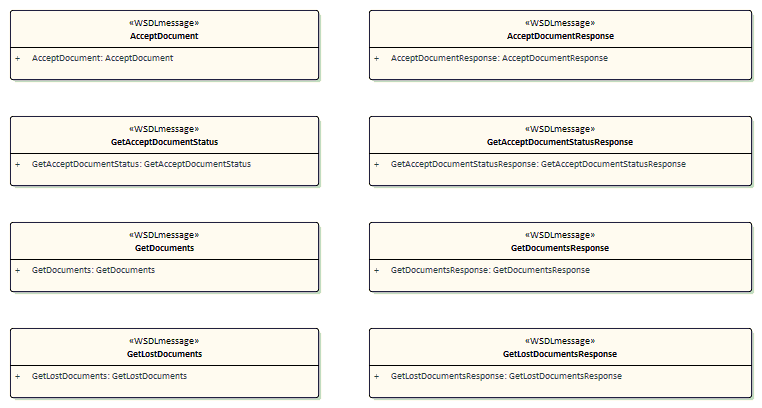 «WSDLmessage»
AcceptDocument
+ AcceptDocument: AcceptDocument
«WSDLmessage»
AcceptDocumentResponse
+ AcceptDocumentResponse: AcceptDocumentResponse
«WSDLmessage»
GetAcceptDocumentStatus
+ GetAcceptDocumentStatus: GetAcceptDocumentStatus
«WSDLmessage»
GetAcceptDocumentStatusResponse
+ GetAcceptDocumentStatusResponse: GetAcceptDocumentStatusResponse
«WSDLmessage»
GetDocuments
+ GetDocuments: GetDocuments
«WSDLmessage»
GetDocumentsResponse
+ GetDocumentsResponse: GetDocumentsResponse
«WSDLmessage»
GetLostDocuments
+ GetLostDocuments: GetLostDocuments
«WSDLmessage»
GetLostDocumentsResponse
+ GetLostDocumentsResponse: GetLostDocumentsResponse